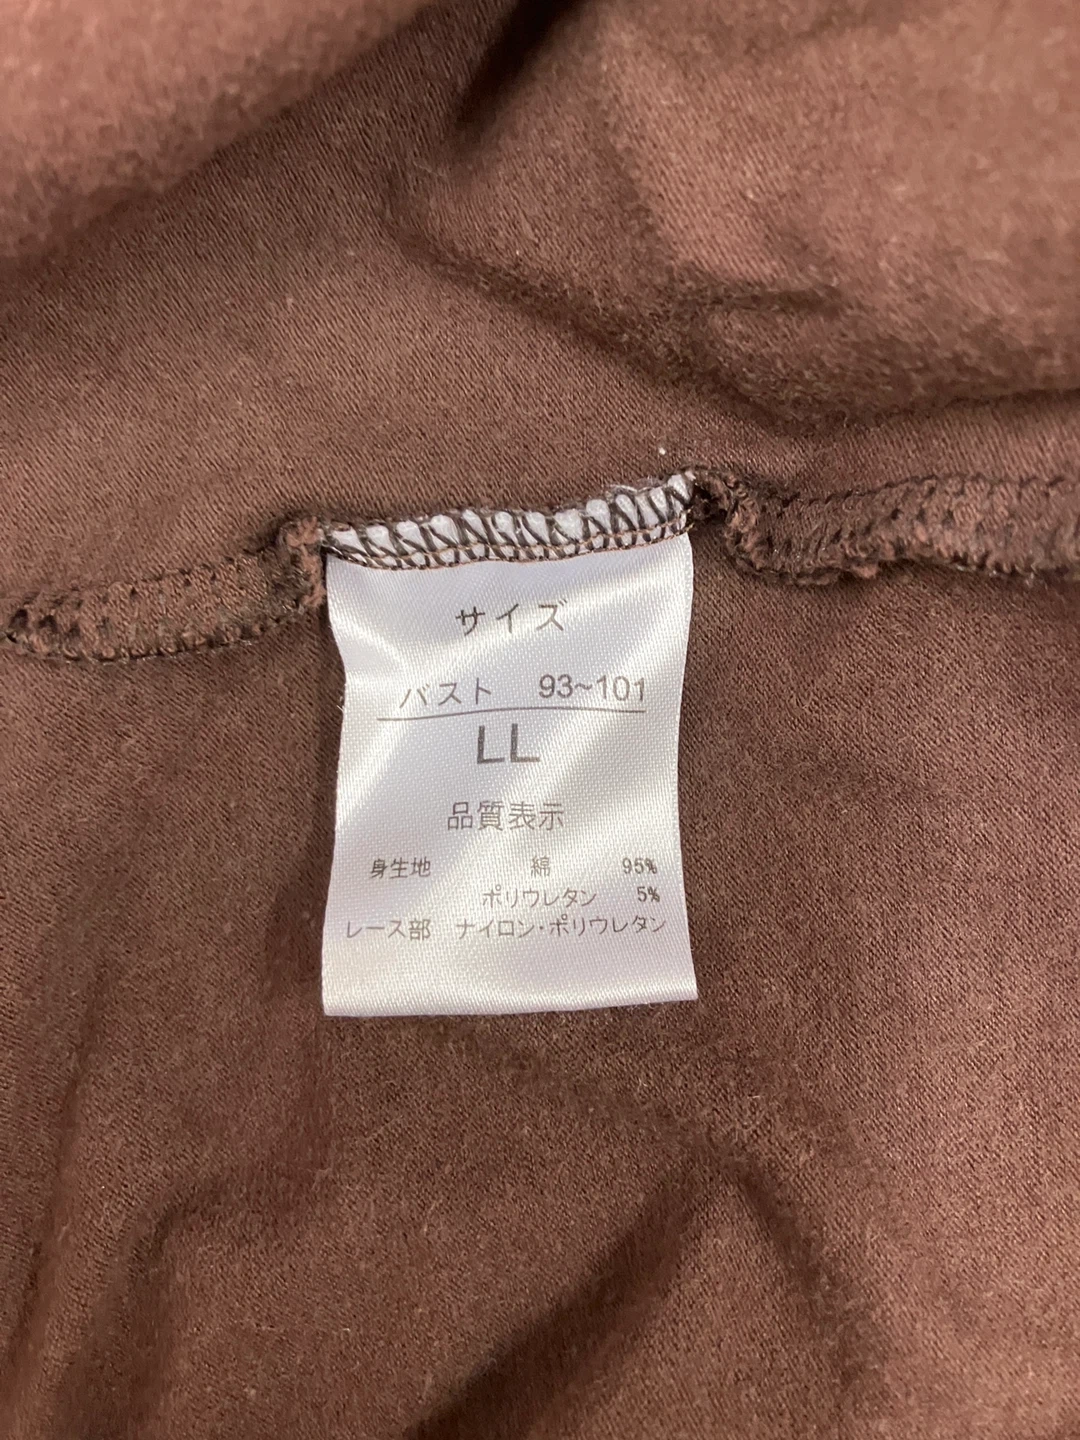 サイズ
バスト 93~101
LL
品質表示
身生地 綿 95%
ポリウレタン 5%
レース部 ナイロン・ポリウレタン